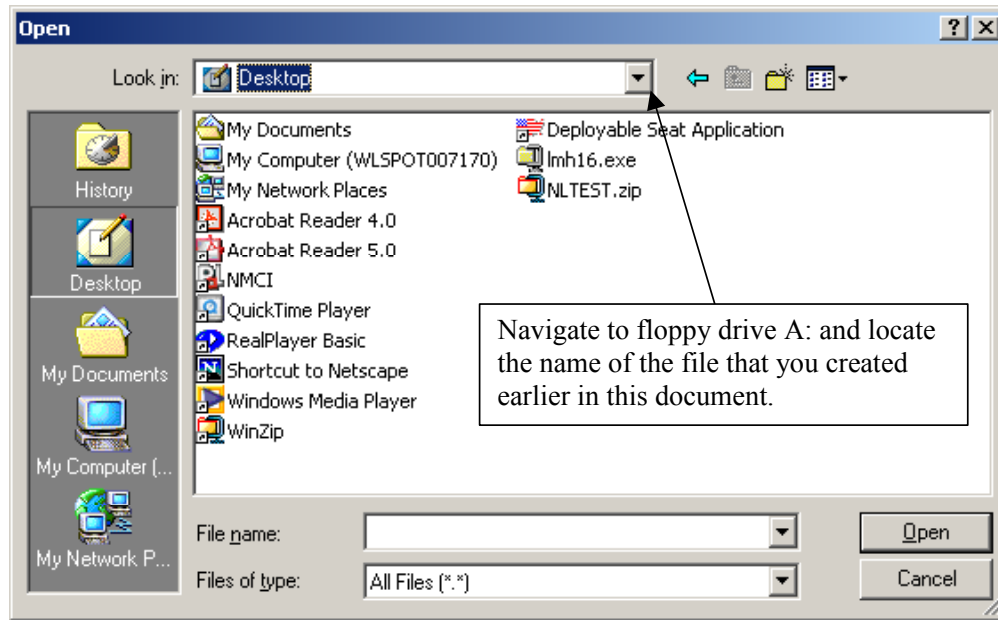 Open
Look in:
Desktop
History
Desktop
My Documents
My Computer (...
My Network P...
My Documents
My Computer (WLSPOT007170)
My Network Places
Acrobat Reader 4.0
Acrobat Reader 5.0
NMCI
QuickTime Player
RealPlayer Basic
Shortcut to Netscape
Windows Media Player
WinZip
Deployable Seat Application
lmh16.exe
NLTEST.zip
Navigate to floppy drive A: and locate
the name of the file that you created
earlier in this document.
File name:
Open
Files of type:
All Files (*.*)
Cancel